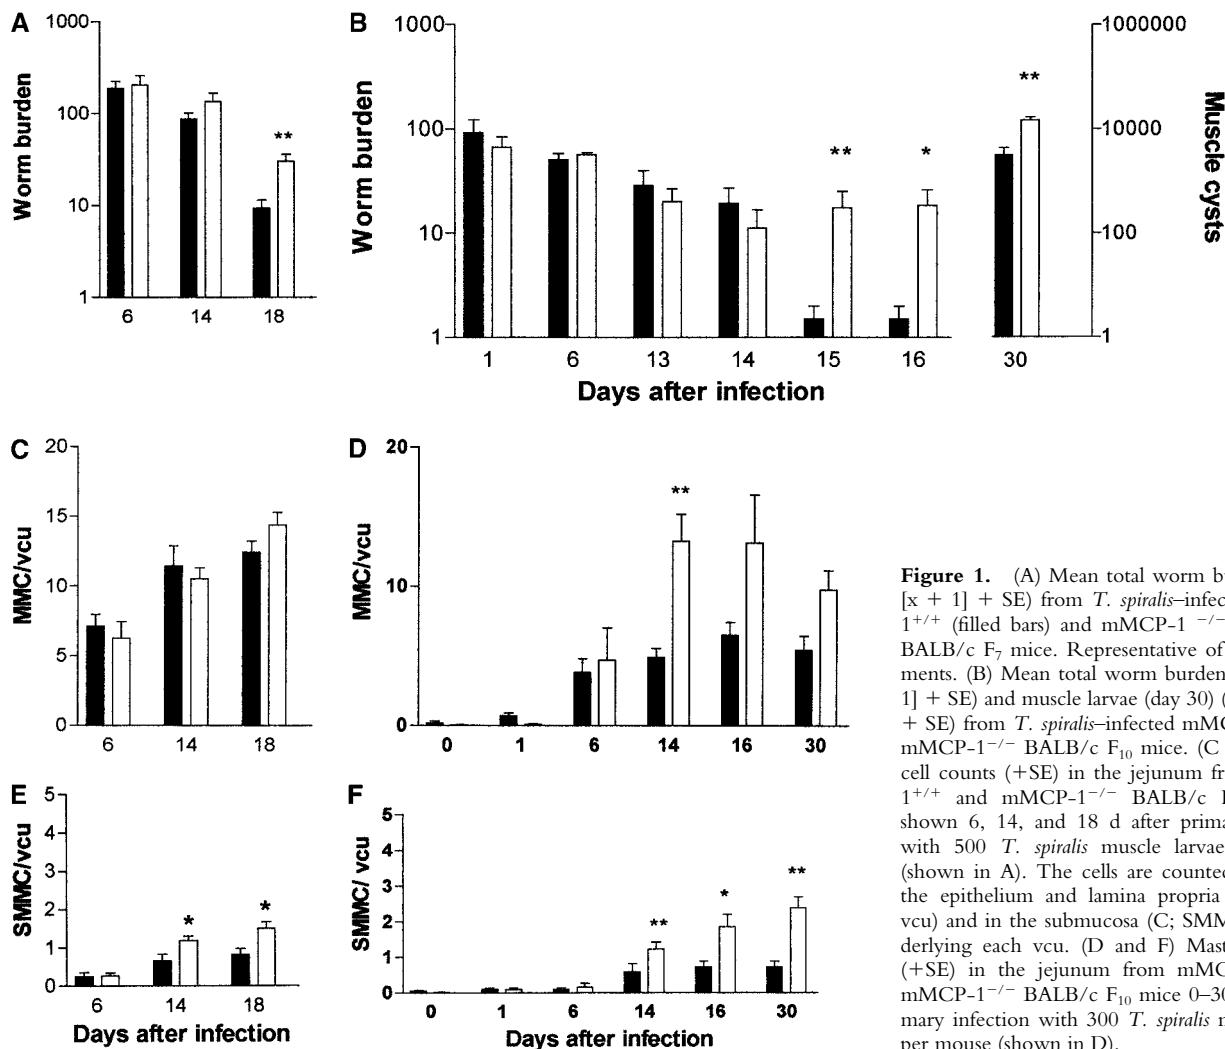 A
1000
100
10
1
Worm burden
**
6 14 18
B
1000
100
10
1
Worm burden
** * **
1000000
10000
100
1
Muscle cysts
1 6 13 14 15 16 30
Days after infection
C
20
15
10
5
0
MMC/vcu
6 14 18
D
20
10
0
MMC/vcu
**
0 1 6 14 16 30
E
5
4
3
2
1
0
SMMC/vcu
* *
6 14 18
Days after infection
F
5
4
3
2
1
0
SMMC/ vcu
** * **
0 1 6 14 16 30
Days after infection
Figure 1. (A) Mean total worm
[x + 1] + SE) from T. spiralis–infec
1+/+ (filled bars) and mMCP-1 −/−
BALB/c F7 mice. Representative of
ments. (B) Mean total worm burden
1] + SE) and muscle larvae (day 30) (
+ SE) from T. spiralis–infected mMC
mMCP-1−/− BALB/c F10 mice. (C
cell counts (+SE) in the jejunum fr
1+/+ and mMCP-1−/− BALB/c
shown 6, 14, and 18 d after prima
with 500 T. spiralis muscle larvae
(shown in A). The cells are counted
the epithelium and lamina propria
vcu) and in the submucosa (C; SMM
derlying each vcu. (D and F) Mast
(+SE) in the jejunum from mMC
mMCP-1−/− BALB/c F10 mice 0–30
mary infection with 300 T. spiralis
per mouse (shown in D).